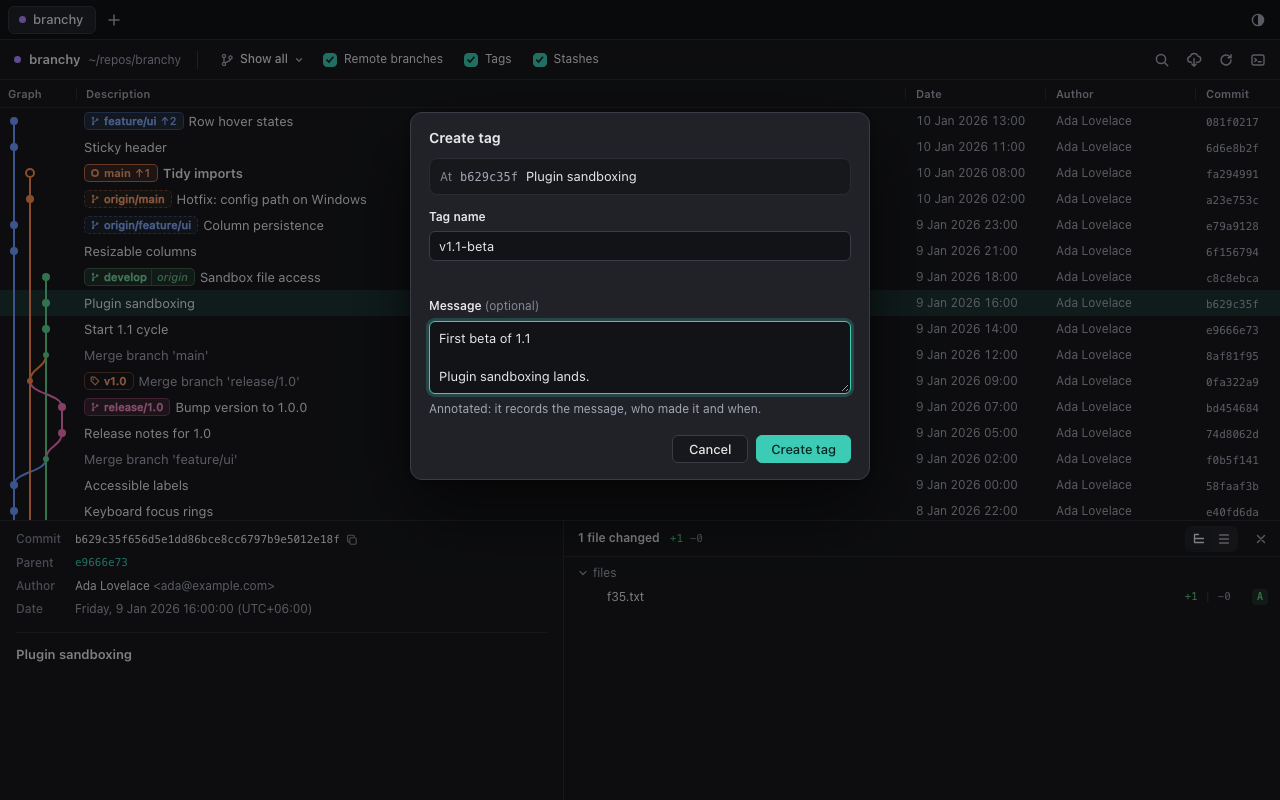 branchy
branchy ~/repos/branchy Show all Remote branches Tags Stashes
Graph Description Date Author Commit
feature/ui ↑2 Row hover states 10 Jan 2026 13:00 Ada Lovelace 081f0217
Sticky header 10 Jan 2026 11:00 Ada Lovelace 6d6e8b2f
main ↑1 Tidy imports 10 Jan 2026 08:00 Ada Lovelace fa294991
origin/main Hotfix: config path on Windows 10 Jan 2026 02:00 Ada Lovelace a23e753c
origin/feature/ui Column persistence 9 Jan 2026 23:00 Ada Lovelace e79a9128
Resizable columns 9 Jan 2026 21:00 Ada Lovelace 6f156794
develop origin Sandbox file access 9 Jan 2026 18:00 Ada Lovelace c8c8ebca
Plugin sandboxing 9 Jan 2026 16:00 Ada Lovelace b629c35f
Start 1.1 cycle 9 Jan 2026 14:00 Ada Lovelace e9666e73
Merge branch 'main' 9 Jan 2026 12:00 Ada Lovelace 8af81f95
v1.0 Merge branch 'release/1.0' 9 Jan 2026 09:00 Ada Lovelace 0fa322a9
release/1.0 Bump version to 1.0.0 9 Jan 2026 07:00 Ada Lovelace bd454684
Release notes for 1.0 9 Jan 2026 05:00 Ada Lovelace 74d8062d
Merge branch 'feature/ui' 9 Jan 2026 02:00 Ada Lovelace f0b5f141
Accessible labels 9 Jan 2026 00:00 Ada Lovelace 58faaf3b
Keyboard focus rings 8 Jan 2026 22:00 Ada Lovelace e40fd6da
Create tag
At b629c35f Plugin sandboxing
Tag name
v1.1-beta
Message (optional)
First beta of 1.1
Plugin sandboxing lands.
Annotated: it records the message, who made it and when.
Cancel Create tag
Commit b629c35f656d5e1dd86bce8cc6797b9e5012e18f
Parent e9666e73
Author Ada Lovelace <ada@example.com>
Date Friday, 9 Jan 2026 16:00:00 (UTC+06:00)
Plugin sandboxing
1 file changed +1 −0
files
f35.txt +1 −0 A